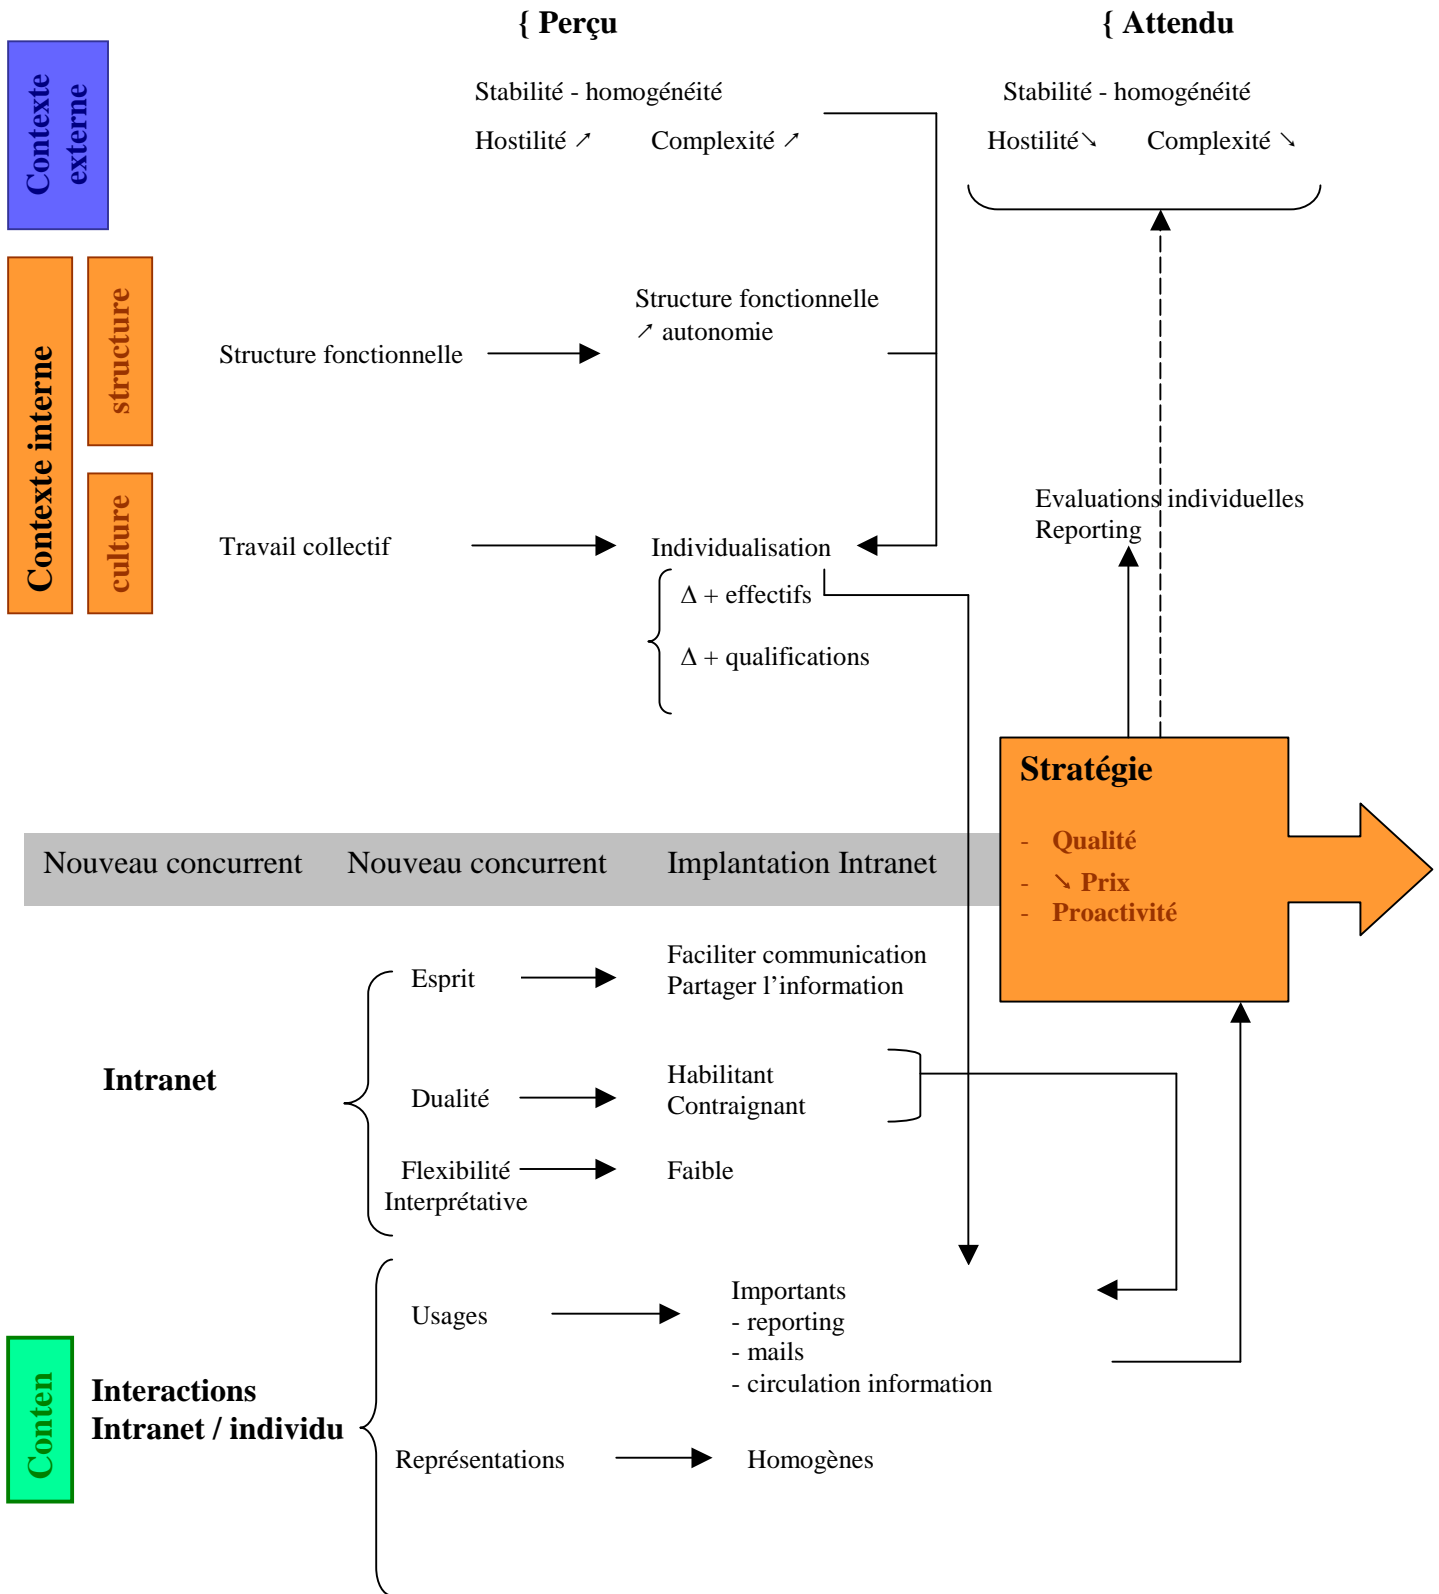 { Perçu
{ Attendu
Contexte
externe
Stabilité - homogénéité
Hostilité ↗ Complexité ↗
Stabilité - homogénéité
Hostilité ↘ Complexité ↘
Contexte interne
structure
Structure fonctionnelle
Structure fonctionnelle
↗ autonomie
culture
Travail collectif
Individualisation
Δ + effectifs
Δ + qualifications
Evaluations individuelles
Reporting
Stratégie
- Qualité
- ↘ Prix
- Proactivité
Nouveau concurrent Nouveau concurrent Implantation Intranet
Intranet
Esprit
Faciliter communication
Partager l’information
Dualité
Habilitant
Contraignant
Flexibilité
Interprétative
Faible
Conten
Interactions
Intranet / individu
Usages
Importants
- reporting
- mails
- circulation information
Représentations
Homogènes